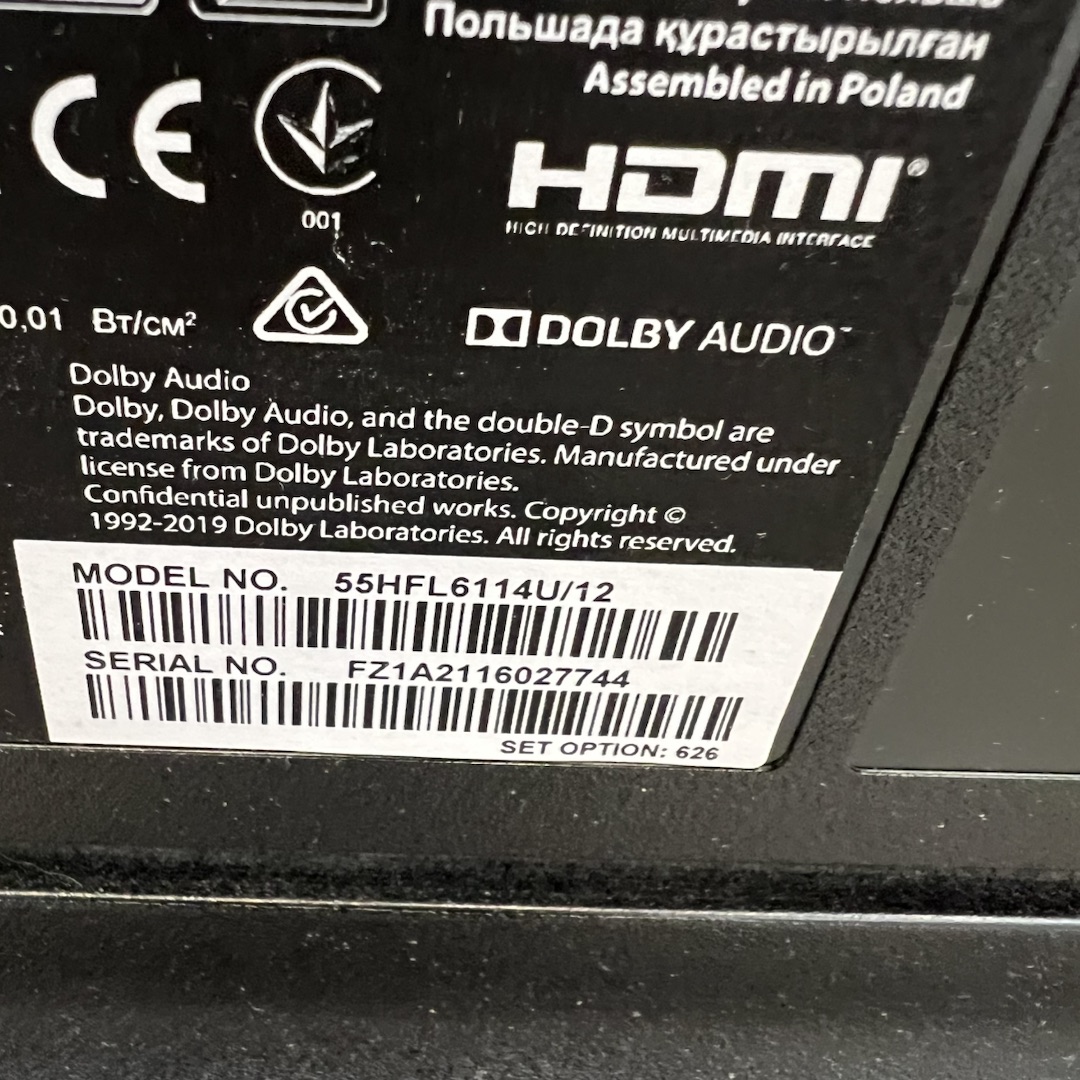 Польшада құрастырылған
Assembled in Poland
CE
001
HDMI®
HIGH DEFINITION MULTIMEDIA INTERFACE
0,01 Вт/см²
DOLBY AUDIO™
Dolby Audio
Dolby, Dolby Audio, and the double-D symbol are
trademarks of Dolby Laboratories. Manufactured under
license from Dolby Laboratories.
Confidential unpublished works. Copyright ©
1992-2019 Dolby Laboratories. All rights reserved.
MODEL NO. 55HFL6114U/12
SERIAL NO. FZ1A2116027744
SET OPTION: 626